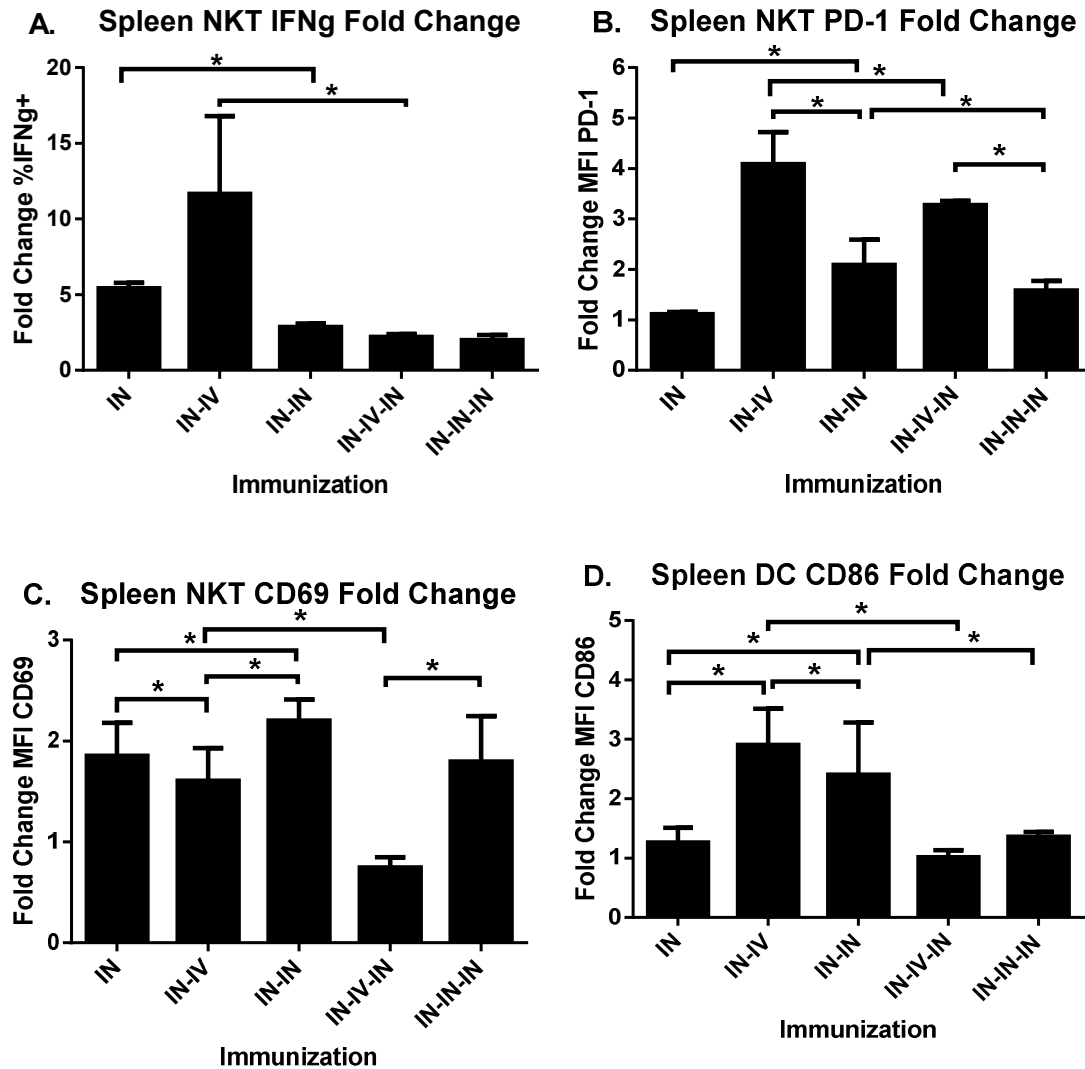 A. Spleen NKT IFNg Fold Change
Fold Change %IFNg+
20
15
10
5
0
* *
IN IN-IV IN-IN IN-IV-IN IN-IN-IN
Immunization
B. Spleen NKT PD-1 Fold Change
Fold Change MFI PD-1
6
5
4
3
2
1
0
* * * * *
IN IN-IV IN-IN IN-IV-IN IN-IN-IN
Immunization
C. Spleen NKT CD69 Fold Change
Fold Change MFI CD69
3
2
1
0
* * * * *
IN IN-IV IN-IN IN-IV-IN IN-IN-IN
Immunization
D. Spleen DC CD86 Fold Change
Fold Change MFI CD86
5
4
3
2
1
0
* * * * *
IN IN-IV IN-IN IN-IV-IN IN-IN-IN
Immunization